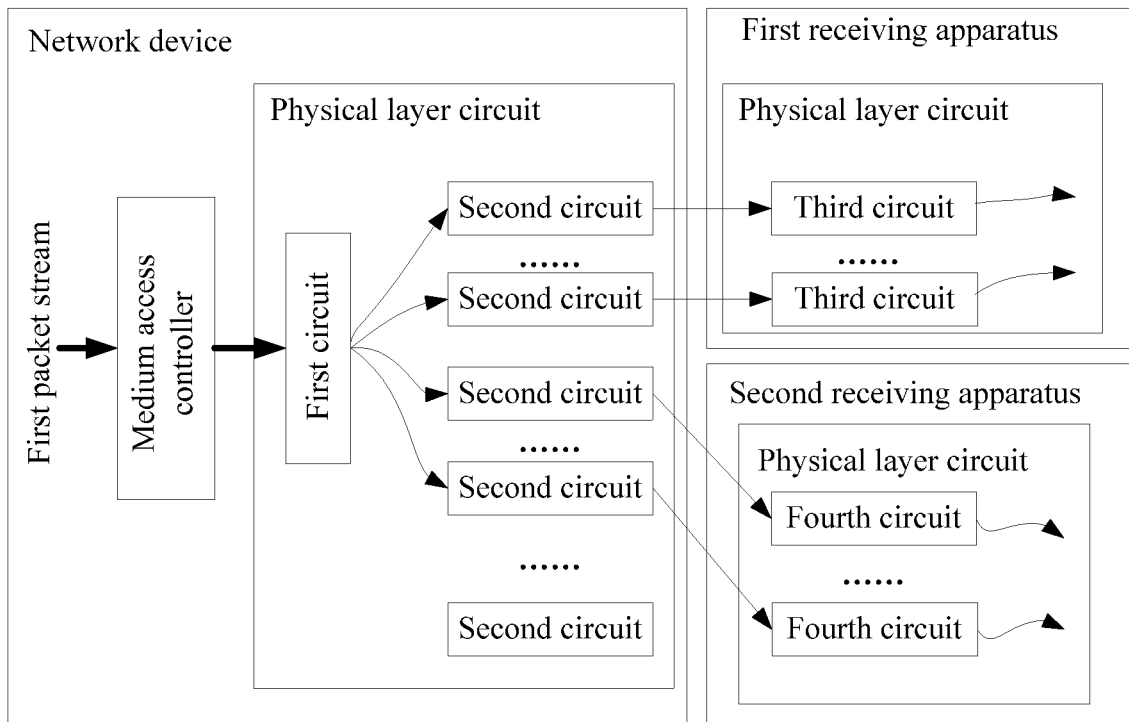 Network device
First packet stream
Medium access
controller
Physical layer circuit
First circuit
Second circuit
......
Second circuit
Second circuit
......
Second circuit
......
Second circuit
First receiving apparatus
Physical layer circuit
Third circuit
......
Third circuit
Second receiving apparatus
Physical layer circuit
Fourth circuit
......
Fourth circuit